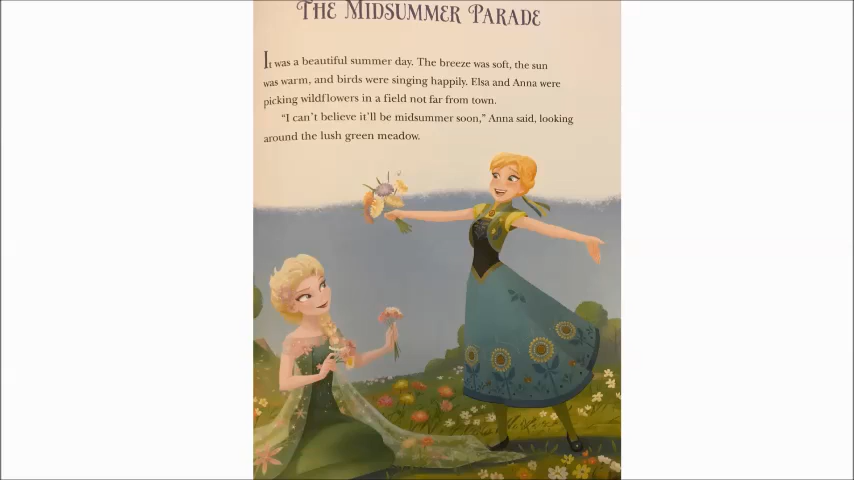 The Midsummer Parade
It was a beautiful summer day. The breeze was soft, the sun
was warm, and birds were singing happily. Elsa and Anna were
picking wildflowers in a field not far from town.
“I can’t believe it’ll be midsummer soon,” Anna said, looking
around the lush green meadow.